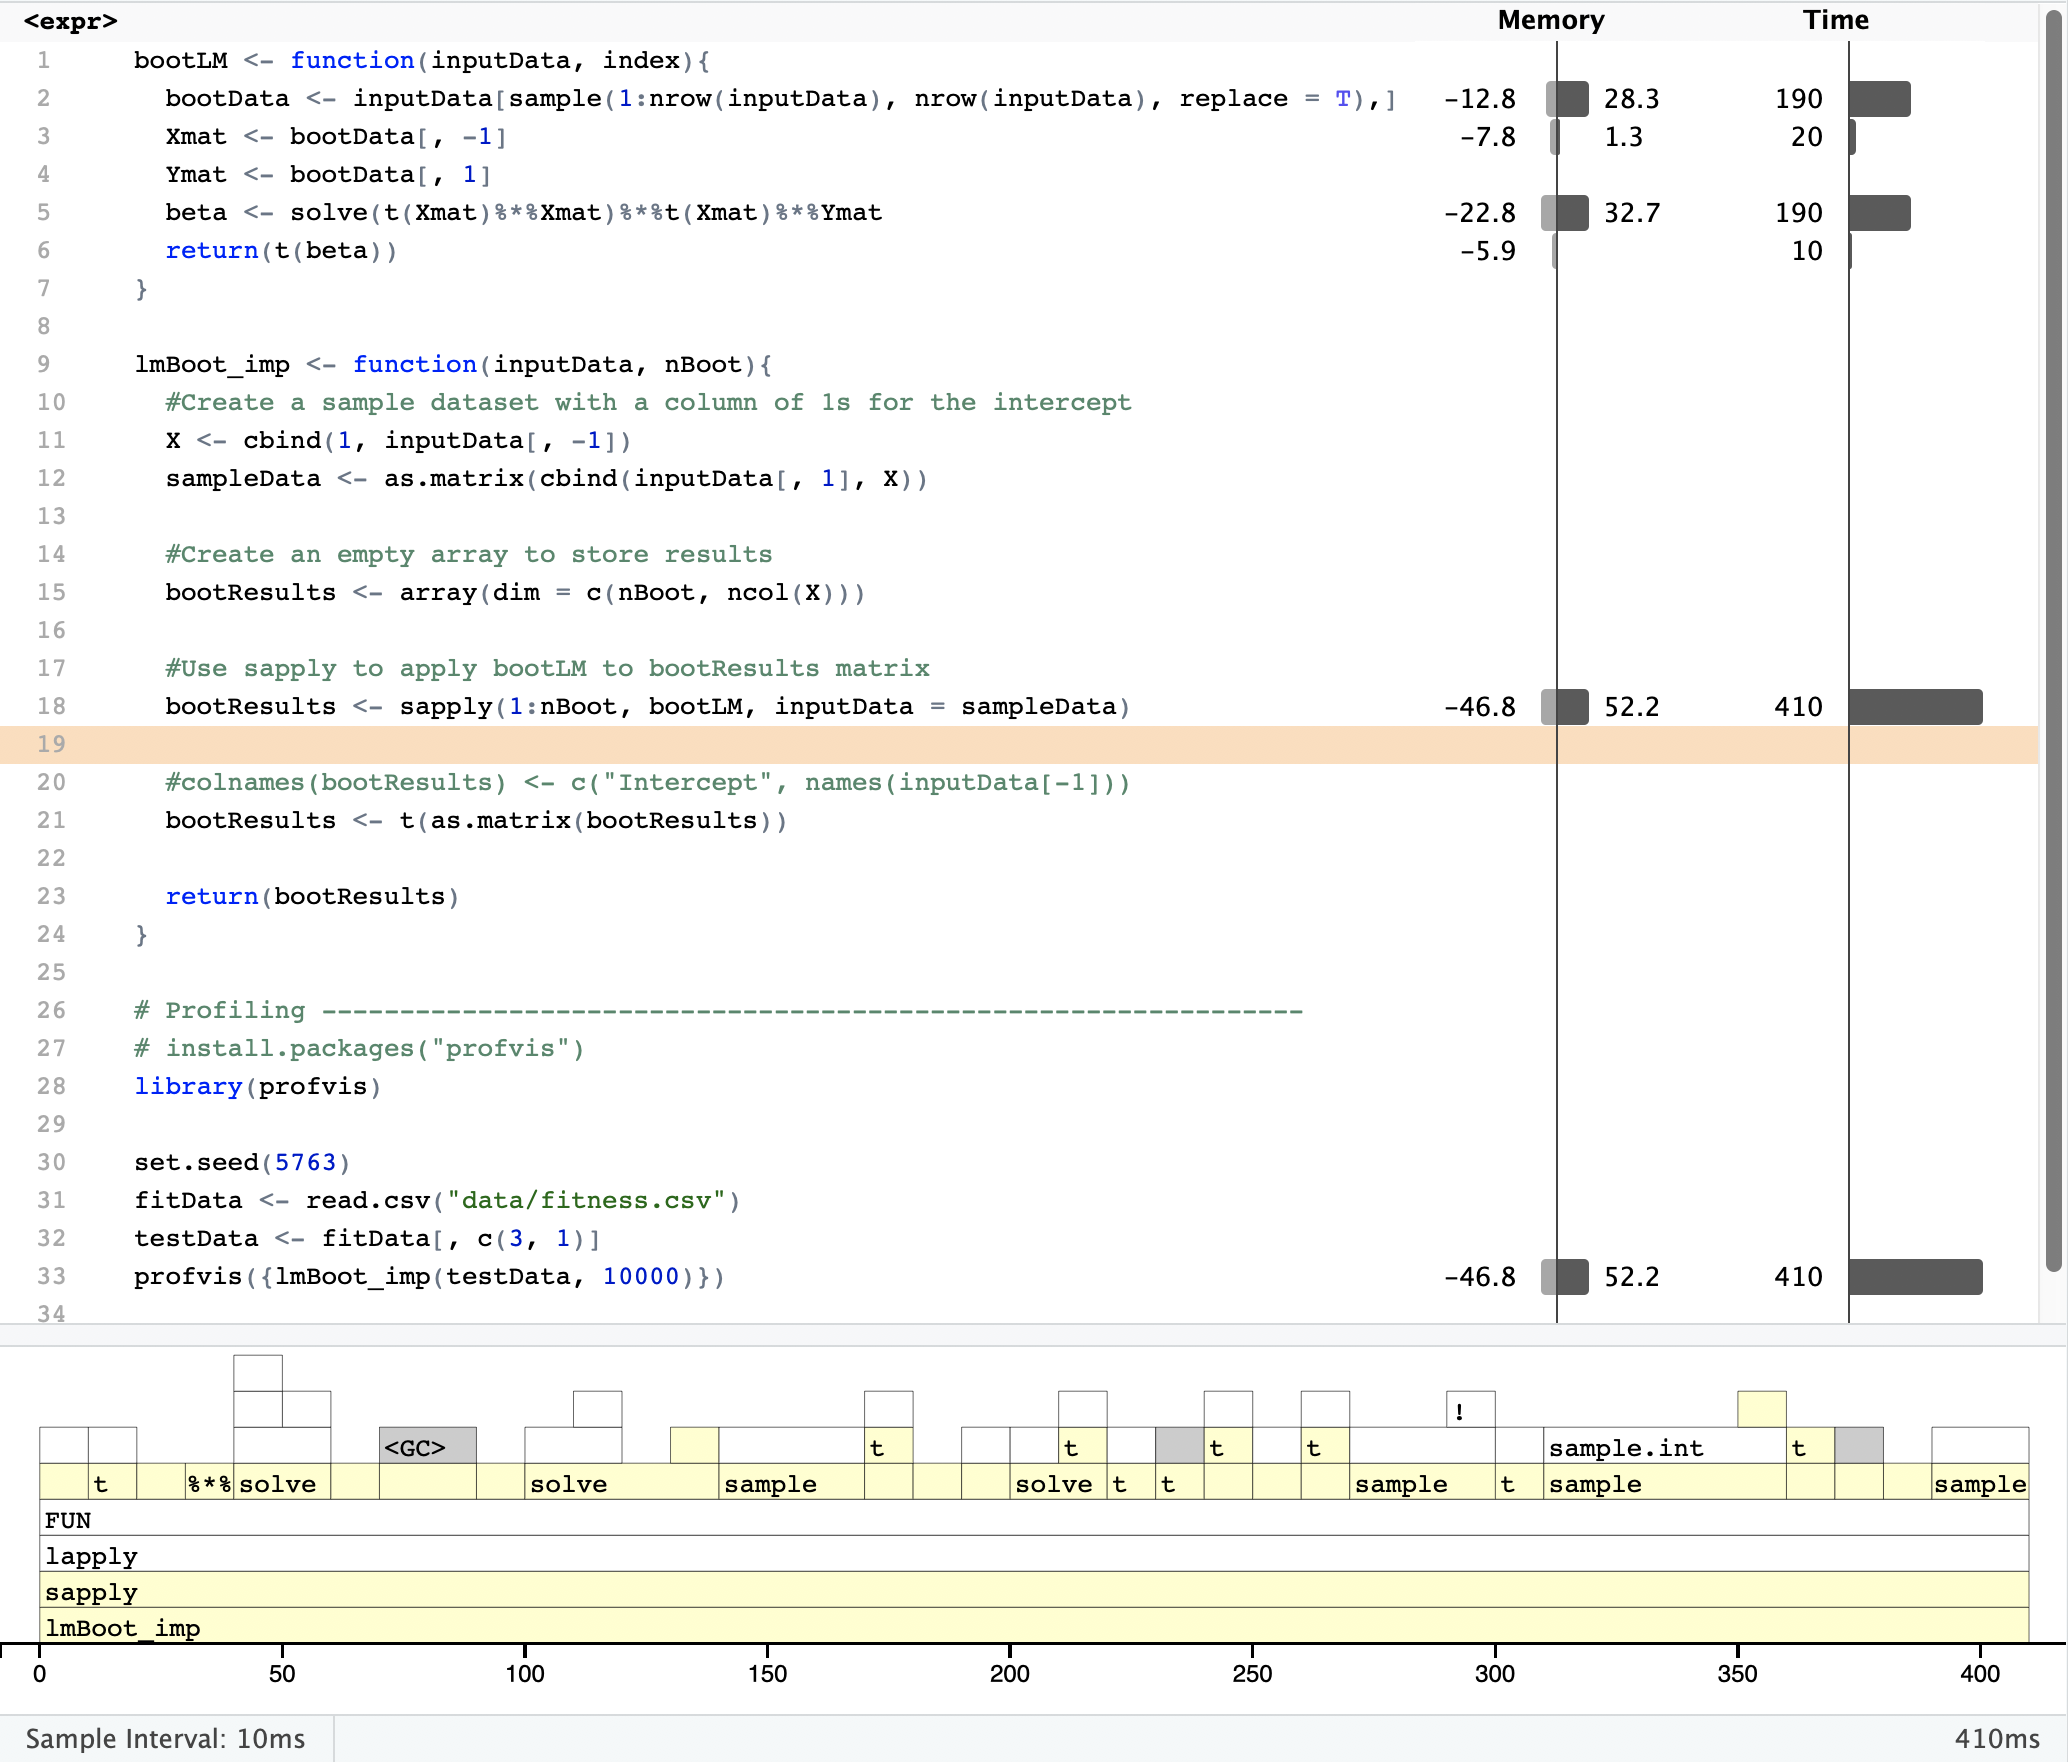 <expr> Memory Time
1 bootLM <- function(inputData, index){
2 bootData <- inputData[sample(1:nrow(inputData), nrow(inputData), replace = T),] -12.8 28.3 190
3 Xmat <- bootData[, -1] -7.8 1.3 20
4 Ymat <- bootData[, 1]
5 beta <- solve(t(Xmat)%*%Xmat)%*%t(Xmat)%*%Ymat -22.8 32.7 190
6 return(t(beta)) -5.9 10
7 }
8
9 lmBoot_imp <- function(inputData, nBoot){
10 #Create a sample dataset with a column of 1s for the intercept
11 X <- cbind(1, inputData[, -1])
12 sampleData <- as.matrix(cbind(inputData[, 1], X))
13
14 #Create an empty array to store results
15 bootResults <- array(dim = c(nBoot, ncol(X)))
16
17 #Use sapply to apply bootLM to bootResults matrix
18 bootResults <- sapply(1:nBoot, bootLM, inputData = sampleData) -46.8 52.2 410
19
20 #colnames(bootResults) <- c("Intercept", names(inputData[-1]))
21 bootResults <- t(as.matrix(bootResults))
22
23 return(bootResults)
24 }
25
26 # Profiling ---------------------------------------------------------------
27 # install.packages("profvis")
28 library(profvis)
29
30 set.seed(5763)
31 fitData <- read.csv("data/fitness.csv")
32 testData <- fitData[, c(3, 1)]
33 profvis({lmBoot_imp(testData, 10000)}) -46.8 52.2 410
34
!
<GC> t t t t sample.int t
t %*% solve solve sample solve t t sample t sample sample
FUN
lapply
sapply
lmBoot_imp
0 50 100 150 200 250 300 350 400
Sample Interval: 10ms 410ms